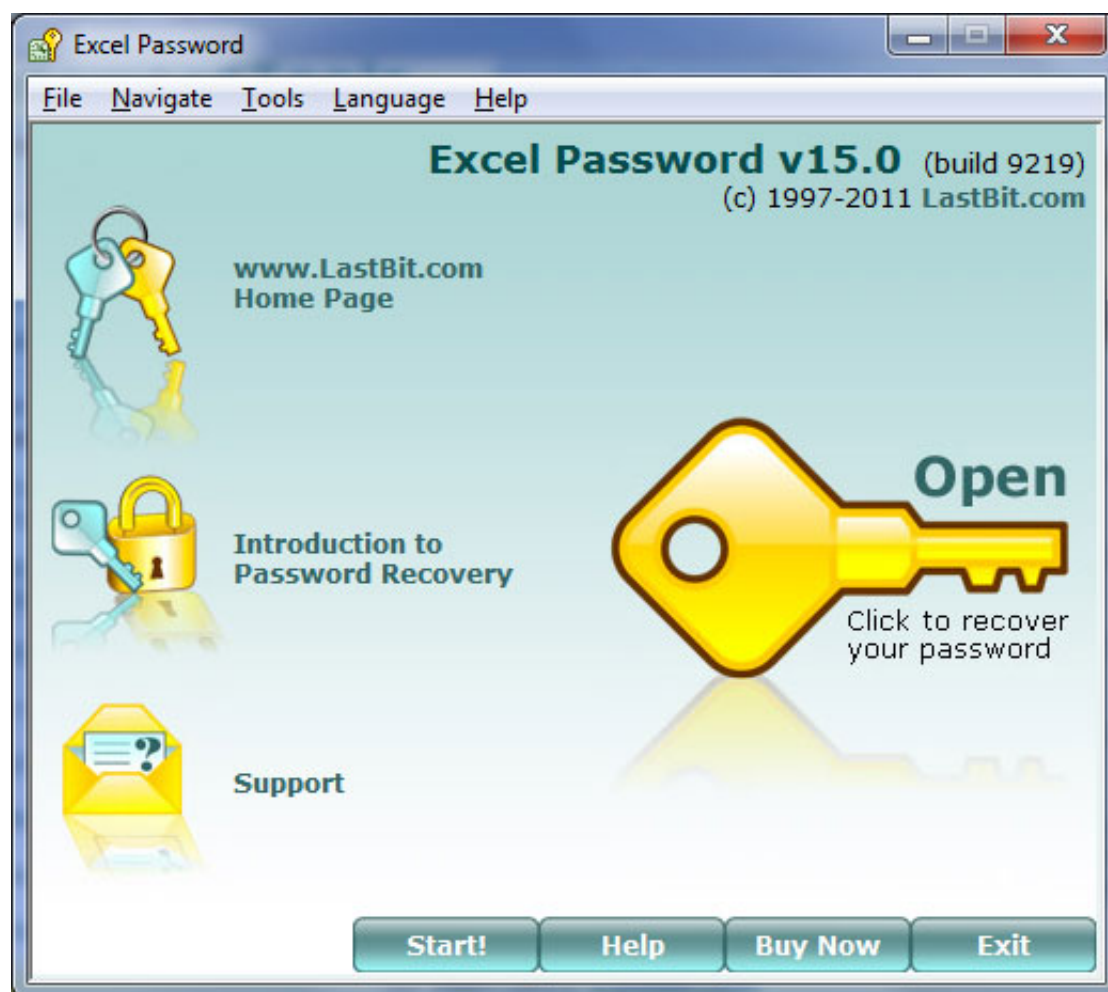 Excel Password
File Navigate Tools Language Help
Excel Password v15.0 (build 9219)
(c) 1997-2011 LastBit.com
www.LastBit.com
Home Page
Open
Introduction to
Password Recovery
Click to recover
your password
?
Support
Start! Help Buy Now Exit